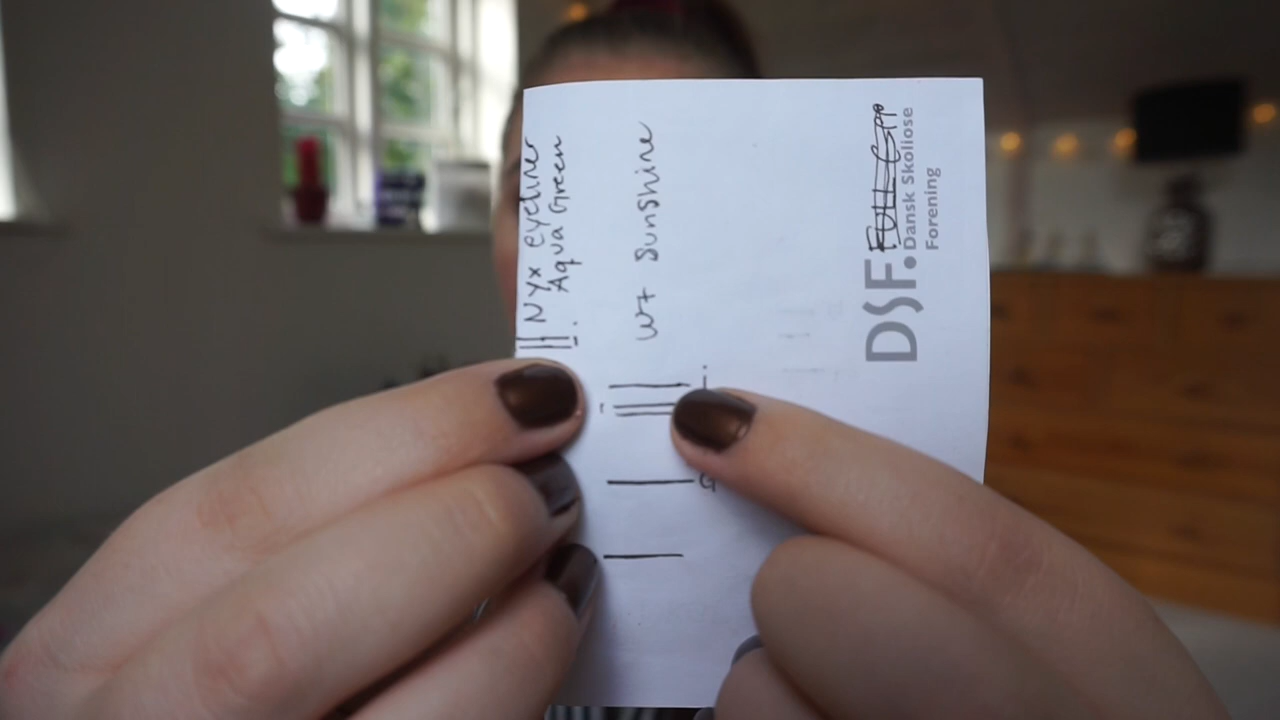 NYX eyeliner
Aqua Green
W7 Sunshine
G
DSF.
Dansk Skoliose
Forening